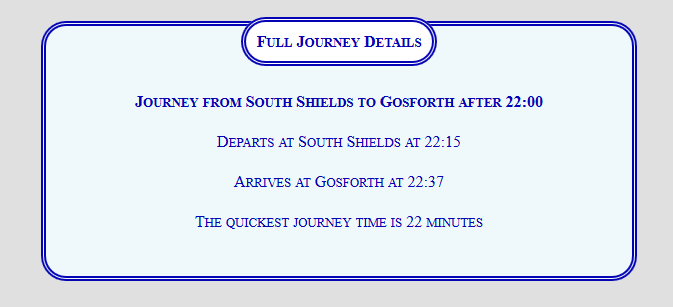 Full Journey Details
Journey from South Shields to Gosforth after 22:00
Departs at South Shields at 22:15
Arrives at Gosforth at 22:37
The quickest journey time is 22 minutes